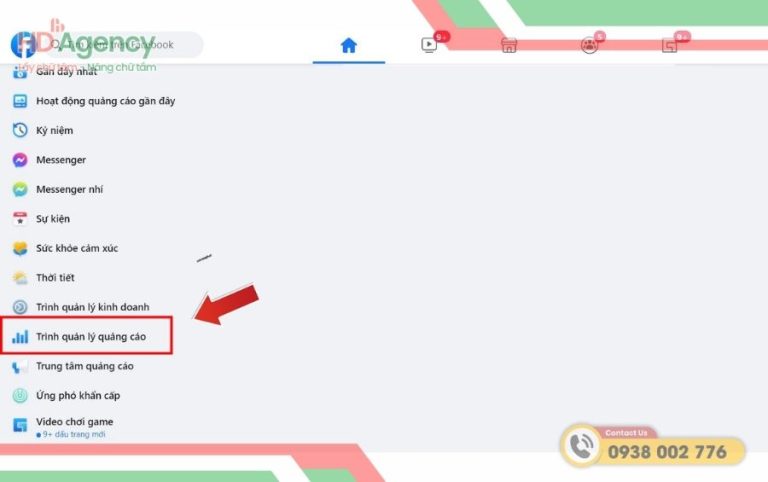 HD Agency
Tìm kiếm trên Facebook
Lấy chữ tâm - Nâng chữ tầm
9+
5
9+
Gần đây nhất
Hoạt động quảng cáo gần đây
Kỷ niệm
Messenger
Messenger nhí
Sự kiện
Sức khỏe cảm xúc
Thời tiết
Trình quản lý kinh doanh
Trình quản lý quảng cáo
Trung tâm quảng cáo
Ứng phó khẩn cấp
Video chơi game
9+ dấu trang mới
Contact Us
0938 002 776